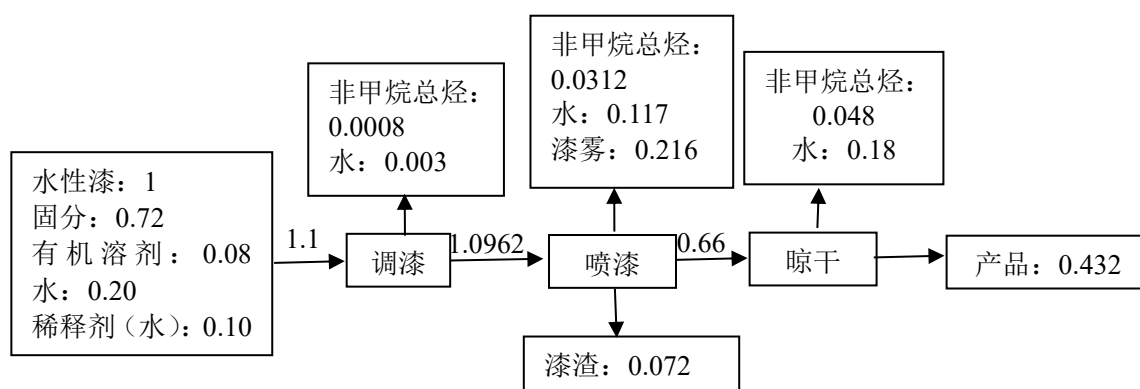 非甲烷总烃：
0.0312
水：0.117
漆雾：0.216
非甲烷总烃：
0.0008
水：0.003
非甲烷总烃：
0.048
水：0.18
水性漆：1
固分：0.72
有机溶剂：0.08
水：0.20
稀释剂（水）：0.10
1.1
调漆
1.0962
喷漆
0.66
晾干
产品：0.432
漆渣：0.072